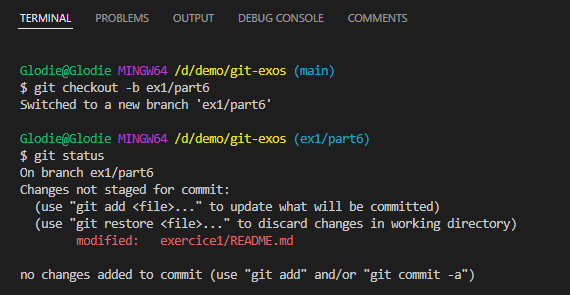 TERMINAL PROBLEMS OUTPUT DEBUG CONSOLE COMMENTS
Glodie@Glodie MINGW64 /d/demo/git-exos (main)
$ git checkout -b ex1/part6
Switched to a new branch 'ex1/part6'
Glodie@Glodie MINGW64 /d/demo/git-exos (ex1/part6)
$ git status
On branch ex1/part6
Changes not staged for commit:
  (use "git add <file>..." to update what will be committed)
  (use "git restore <file>..." to discard changes in working directory)
        modified:   exercice1/README.md
no changes added to commit (use "git add" and/or "git commit -a")